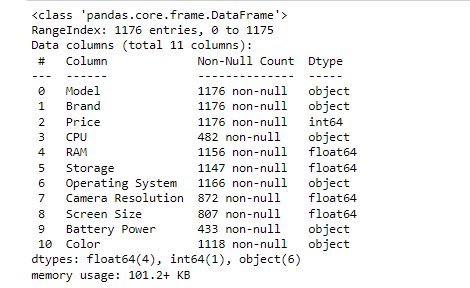 <class 'pandas.core.frame.DataFrame'>
RangeIndex: 1176 entries, 0 to 1175
Data columns (total 11 columns):
 #   Column             Non-Null Count  Dtype
---  ------             --------------  -----
 0   Model              1176 non-null   object
 1   Brand              1176 non-null   object
 2   Price              1176 non-null   int64
 3   CPU                482 non-null    object
 4   RAM                1156 non-null   float64
 5   Storage            1147 non-null   float64
 6   Operating System   1166 non-null   object
 7   Camera Resolution  872 non-null    float64
 8   Screen Size        807 non-null    float64
 9   Battery Power      433 non-null    object
 10  Color              1118 non-null   object
dtypes: float64(4), int64(1), object(6)
memory usage: 101.2+ KB